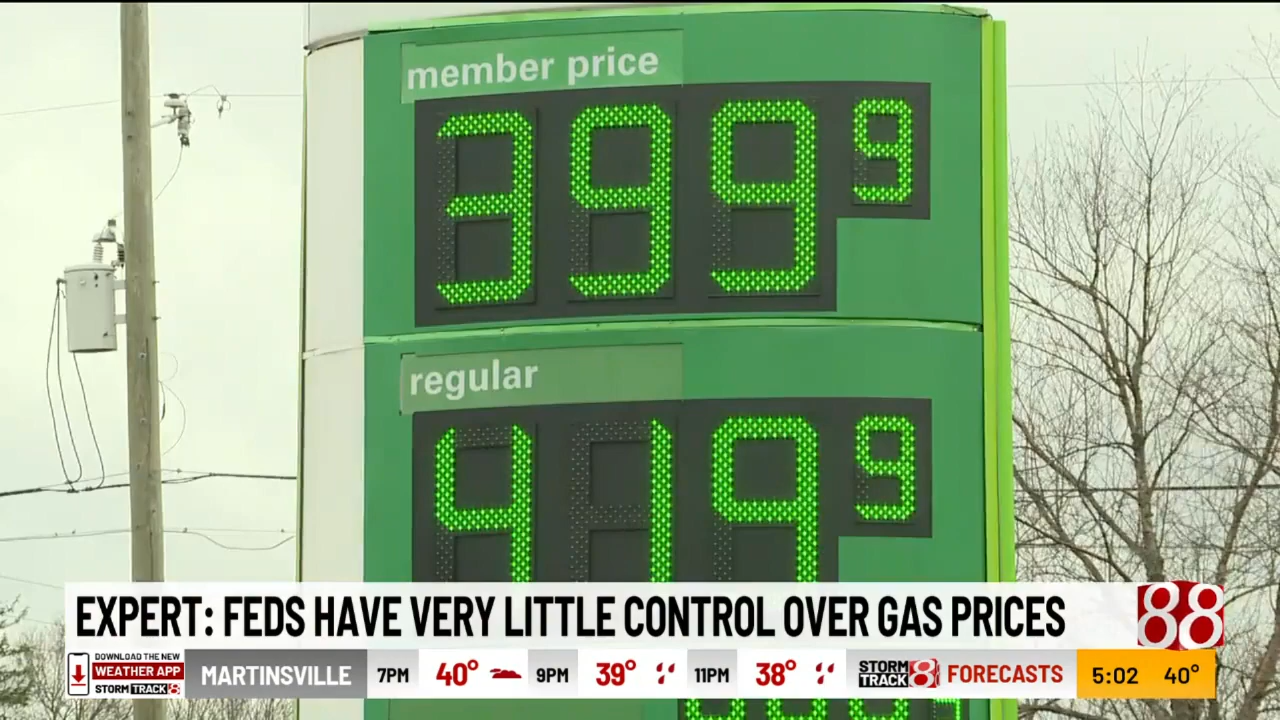 member price
3999
regular
4199
EXPERT: FEDS HAVE VERY LITTLE CONTROL OVER GAS PRICES
88
DOWNLOAD THE NEW
WEATHER APP
STORM TRACK 8
MARTINSVILLE
7PM 40° 9PM 39° 11PM 38°
STORM
TRACK 8
FORECASTS
5:02 40°